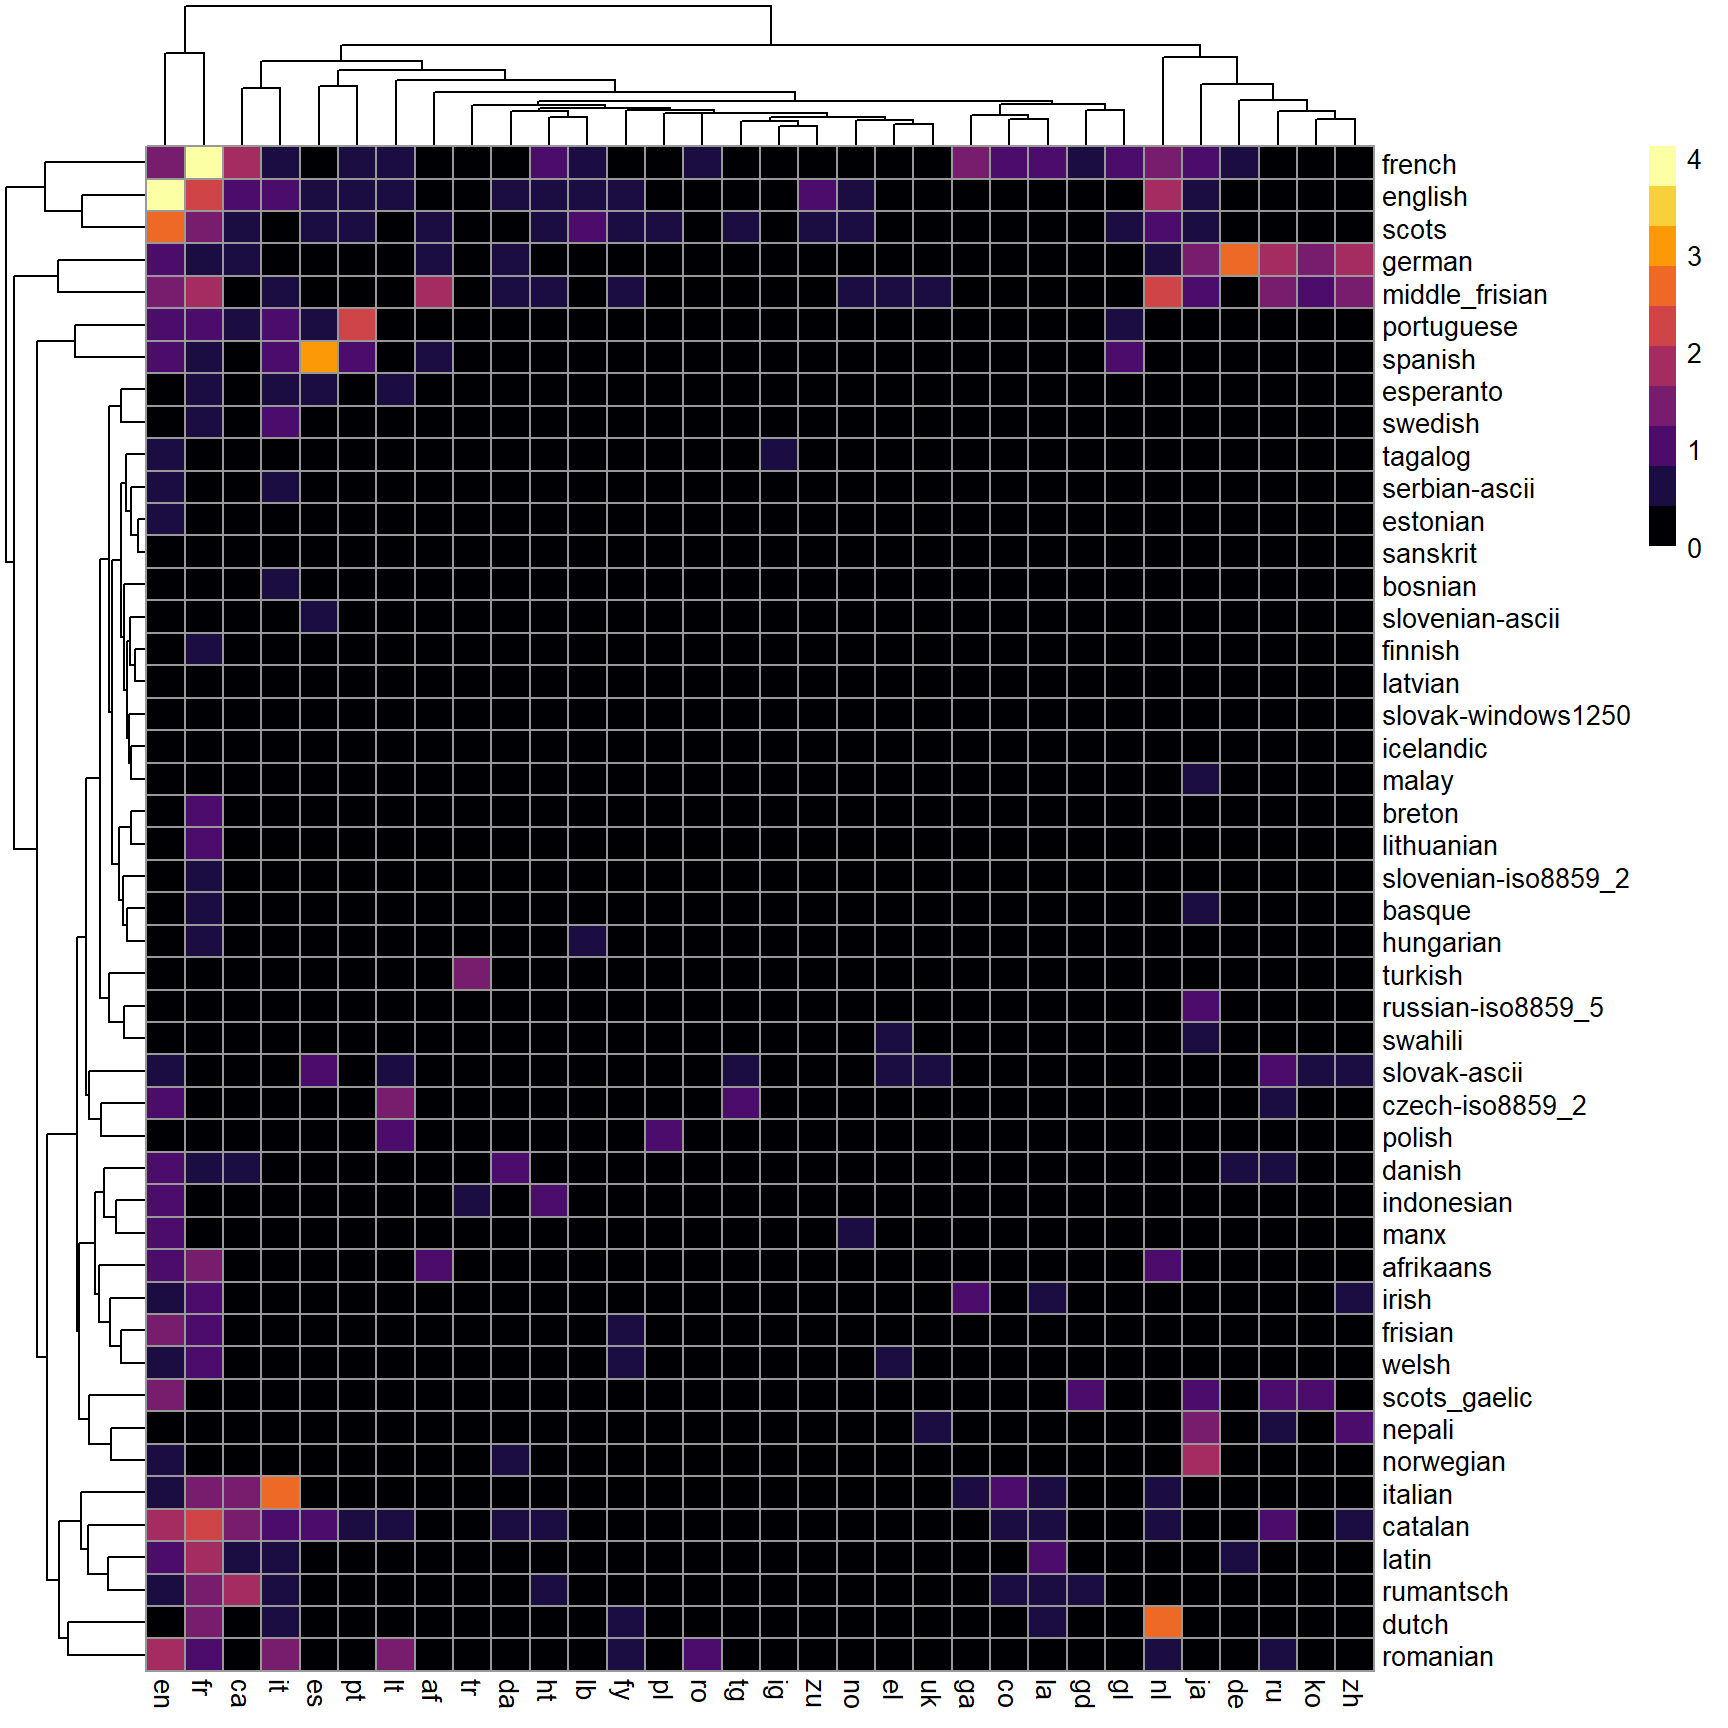 french
english
scots
german
middle_frisian
portuguese
spanish
esperanto
swedish
tagalog
serbian-ascii
estonian
sanskrit
bosnian
slovenian-ascii
finnish
latvian
slovak-windows1250
icelandic
malay
breton
lithuanian
slovenian-iso8859_2
basque
hungarian
turkish
russian-iso8859_5
swahili
slovak-ascii
czech-iso8859_2
polish
danish
indonesian
manx
afrikaans
irish
frisian
welsh
scots_gaelic
nepali
norwegian
italian
catalan
latin
rumantsch
dutch
romanian
en
fr
ca
it
es
pt
lt
af
tr
da
ht
lb
fy
pl
ro
tg
ig
zu
no
el
uk
ga
co
la
gd
gl
nl
ja
de
ru
ko
zh
4
3
2
1
0